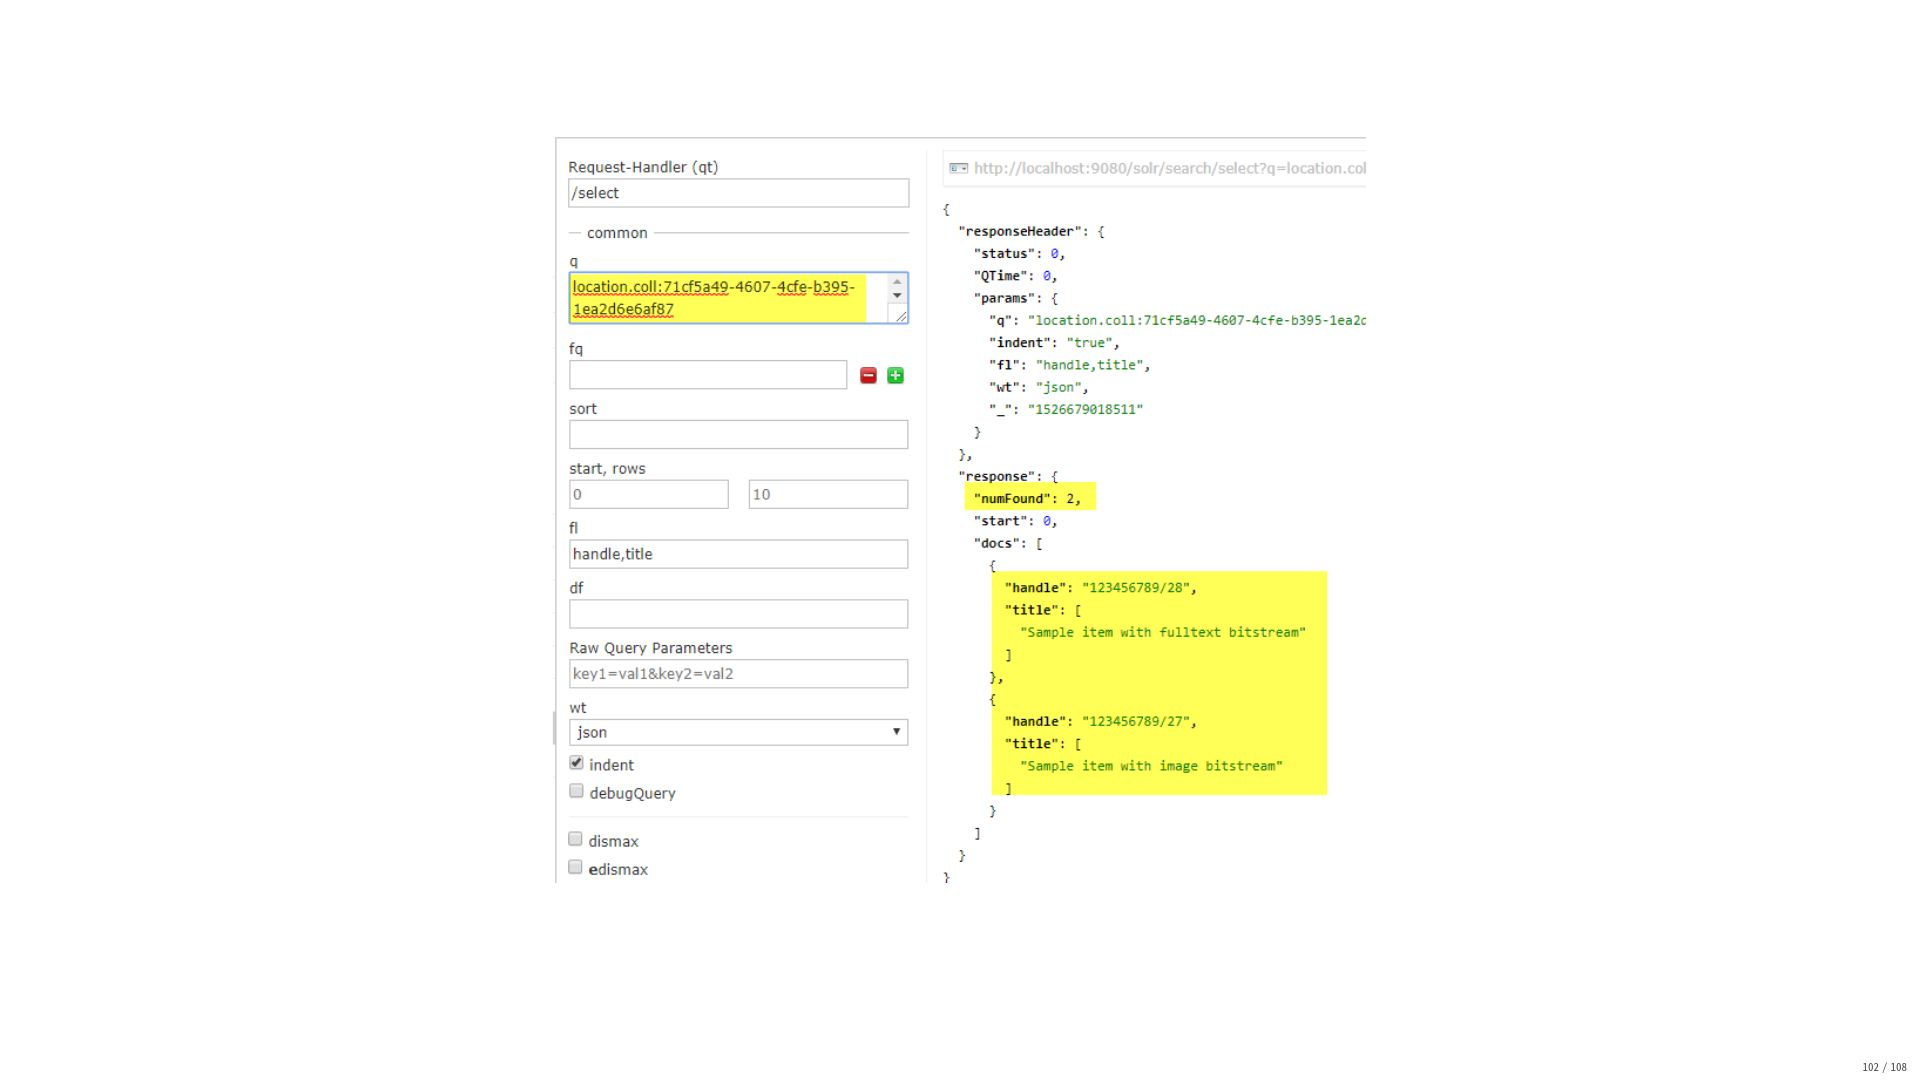 Request-Handler (qt)
/select
common
q
location.coll:71cf5a49-4607-4cfe-b395-
1ea2d6e6af87
fq
sort
start, rows
0 10
fl
handle,title
df
Raw Query Parameters
key1=val1&key2=val2
wt
json
indent
debugQuery
dismax
edismax
http://localhost:9080/solr/search/select?q=location.col
{
"responseHeader": {
"status": 0,
"QTime": 0,
"params": {
"q": "location.coll:71cf5a49-4607-4cfe-b395-1ea2d
"indent": "true",
"fl": "handle,title",
"wt": "json",
"_": "1526679018511"
}
},
"response": {
"numFound": 2,
"start": 0,
"docs": [
{
"handle": "123456789/28",
"title": [
"Sample item with fulltext bitstream"
]
},
{
"handle": "123456789/27",
"title": [
"Sample item with image bitstream"
]
}
]
}
}
102 / 108